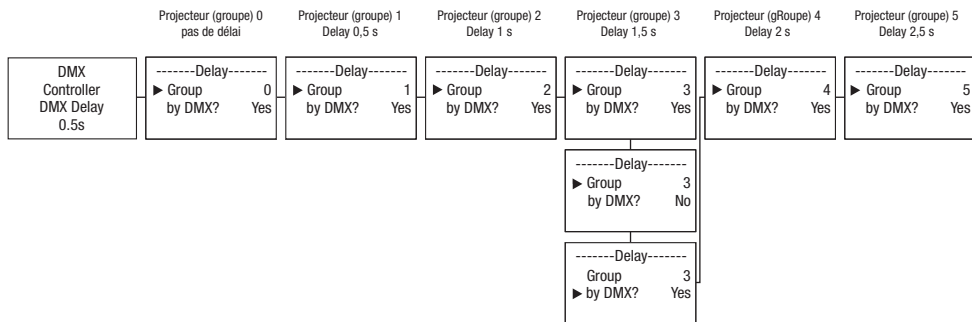 Projecteur (groupe) 0
pas de délai
Projecteur (groupe) 1
Delay 0,5 s
Projecteur (groupe) 2
Delay 1 s
Projecteur (groupe) 3
Delay 1,5 s
Projecteur (gRoupe) 4
Delay 2 s
Projecteur (groupe) 5
Delay 2,5 s
DMX
Controller
DMX Delay
0.5s
-------Delay-------
▶ Group 0
by DMX? Yes
-------Delay-------
▶ Group 1
by DMX? Yes
-------Delay-------
▶ Group 2
by DMX? Yes
-------Delay-------
▶ Group 3
by DMX? Yes
-------Delay-------
▶ Group 4
by DMX? Yes
-------Delay-------
▶ Group 5
by DMX? Yes
-------Delay-------
▶ Group 3
by DMX? No
-------Delay-------
Group 3
▶ by DMX? Yes